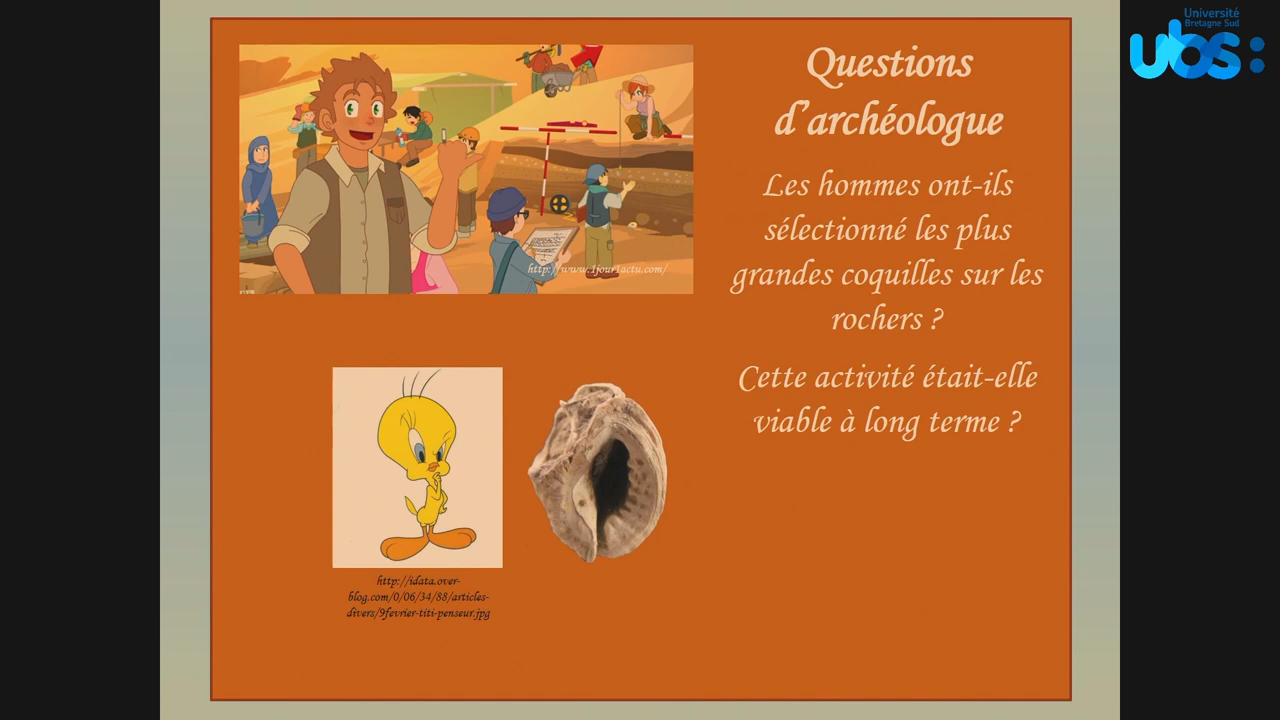 Université
Bretagne Sud
ubs:
Questions
d'archéologue
Les hommes ont-ils
sélectionné les plus
grandes coquilles sur les
rochers ?
Cette activité était-elle
viable à long terme ?
http://www.1jour1actu.com/
http://idata.over-
blog.com/0/06/34/88/articles-
divers/9fevrier-titi-penseur.jpg